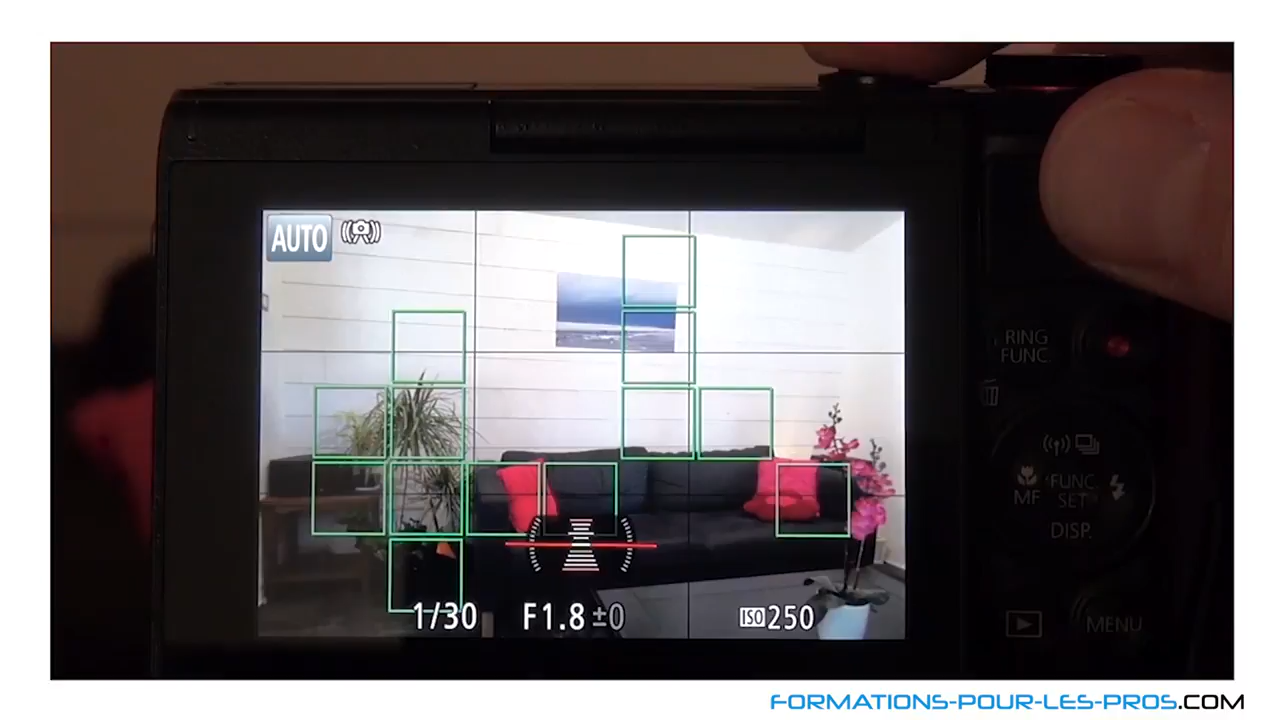 AUTO
RING
FUNC.
MF
FUNC.
SET
DISP.
1/30 F1.8 ±0 ISO 250
MENU
FORMATIONS-POUR-LES-PROS.COM